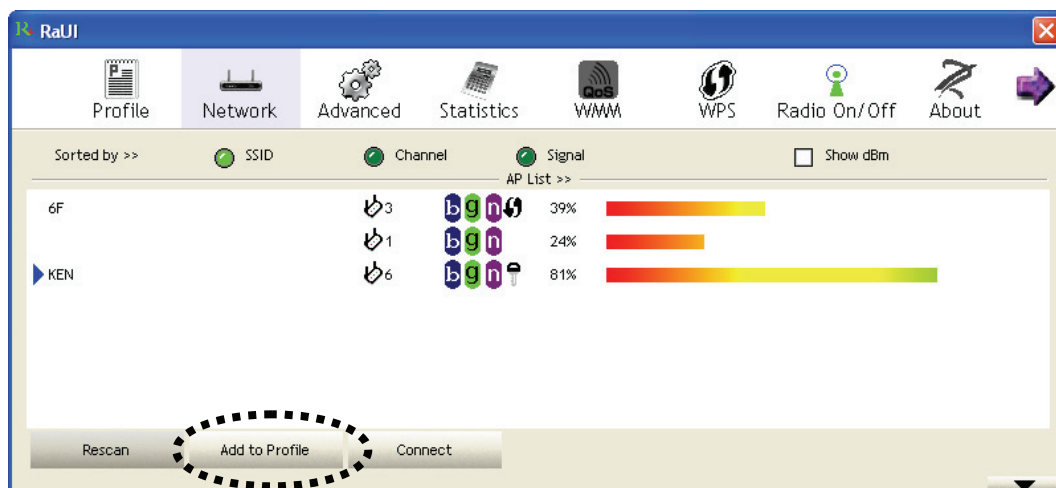 RaUI
Profile Network Advanced Statistics QoS WMM WPS Radio On/Off About
Sorted by >> SSID Channel Signal Show dBm
AP List >>
6F 3 b g n 39%
1 b g n 24%
KEN 6 b g n 81%
Rescan Add to Profile Connect